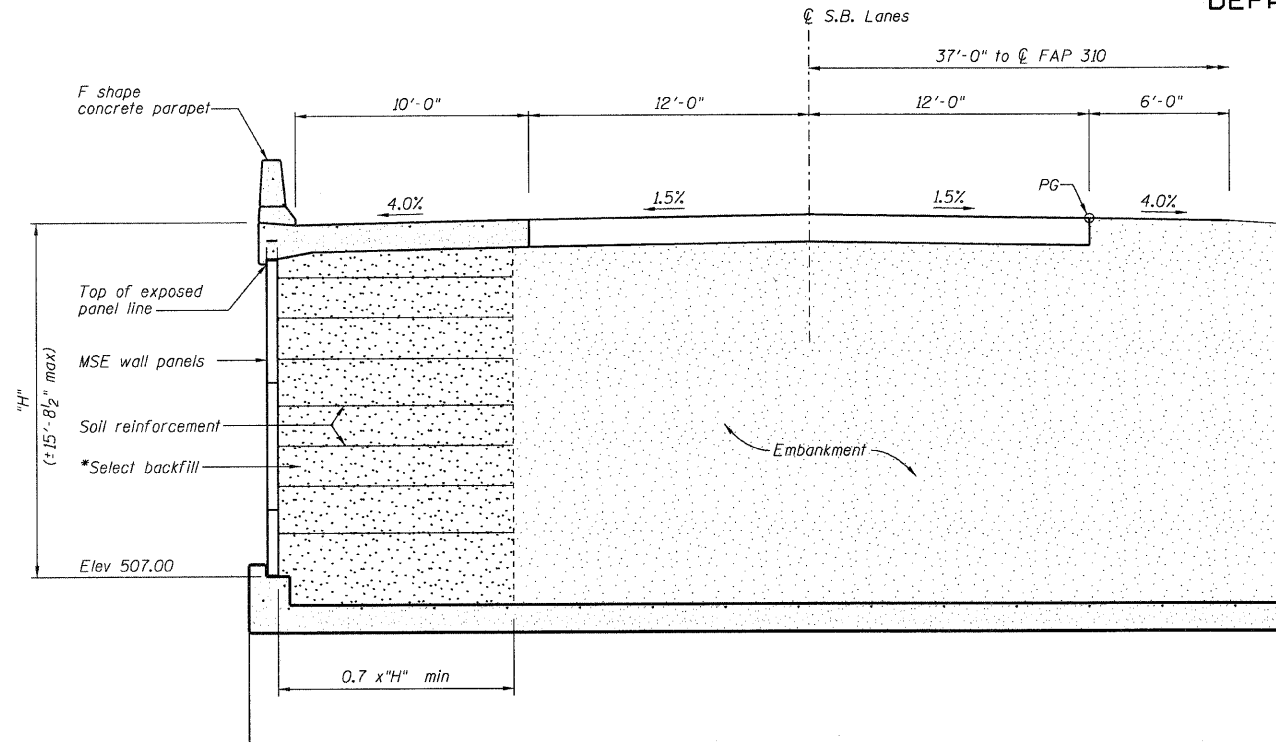 ℄ S.B. Lanes
37'-0" to ℄ FAP 310
F shape
concrete parapet
10'-0"
12'-0"
12'-0"
6'-0"
PG
4.0%
1.5%
1.5%
4.0%
Top of exposed
panel line
MSE wall panels
"H"
(±15'-8½" max)
Soil reinforcement
*Select backfill
Embankment
Elev 507.00
0.7 x"H" min